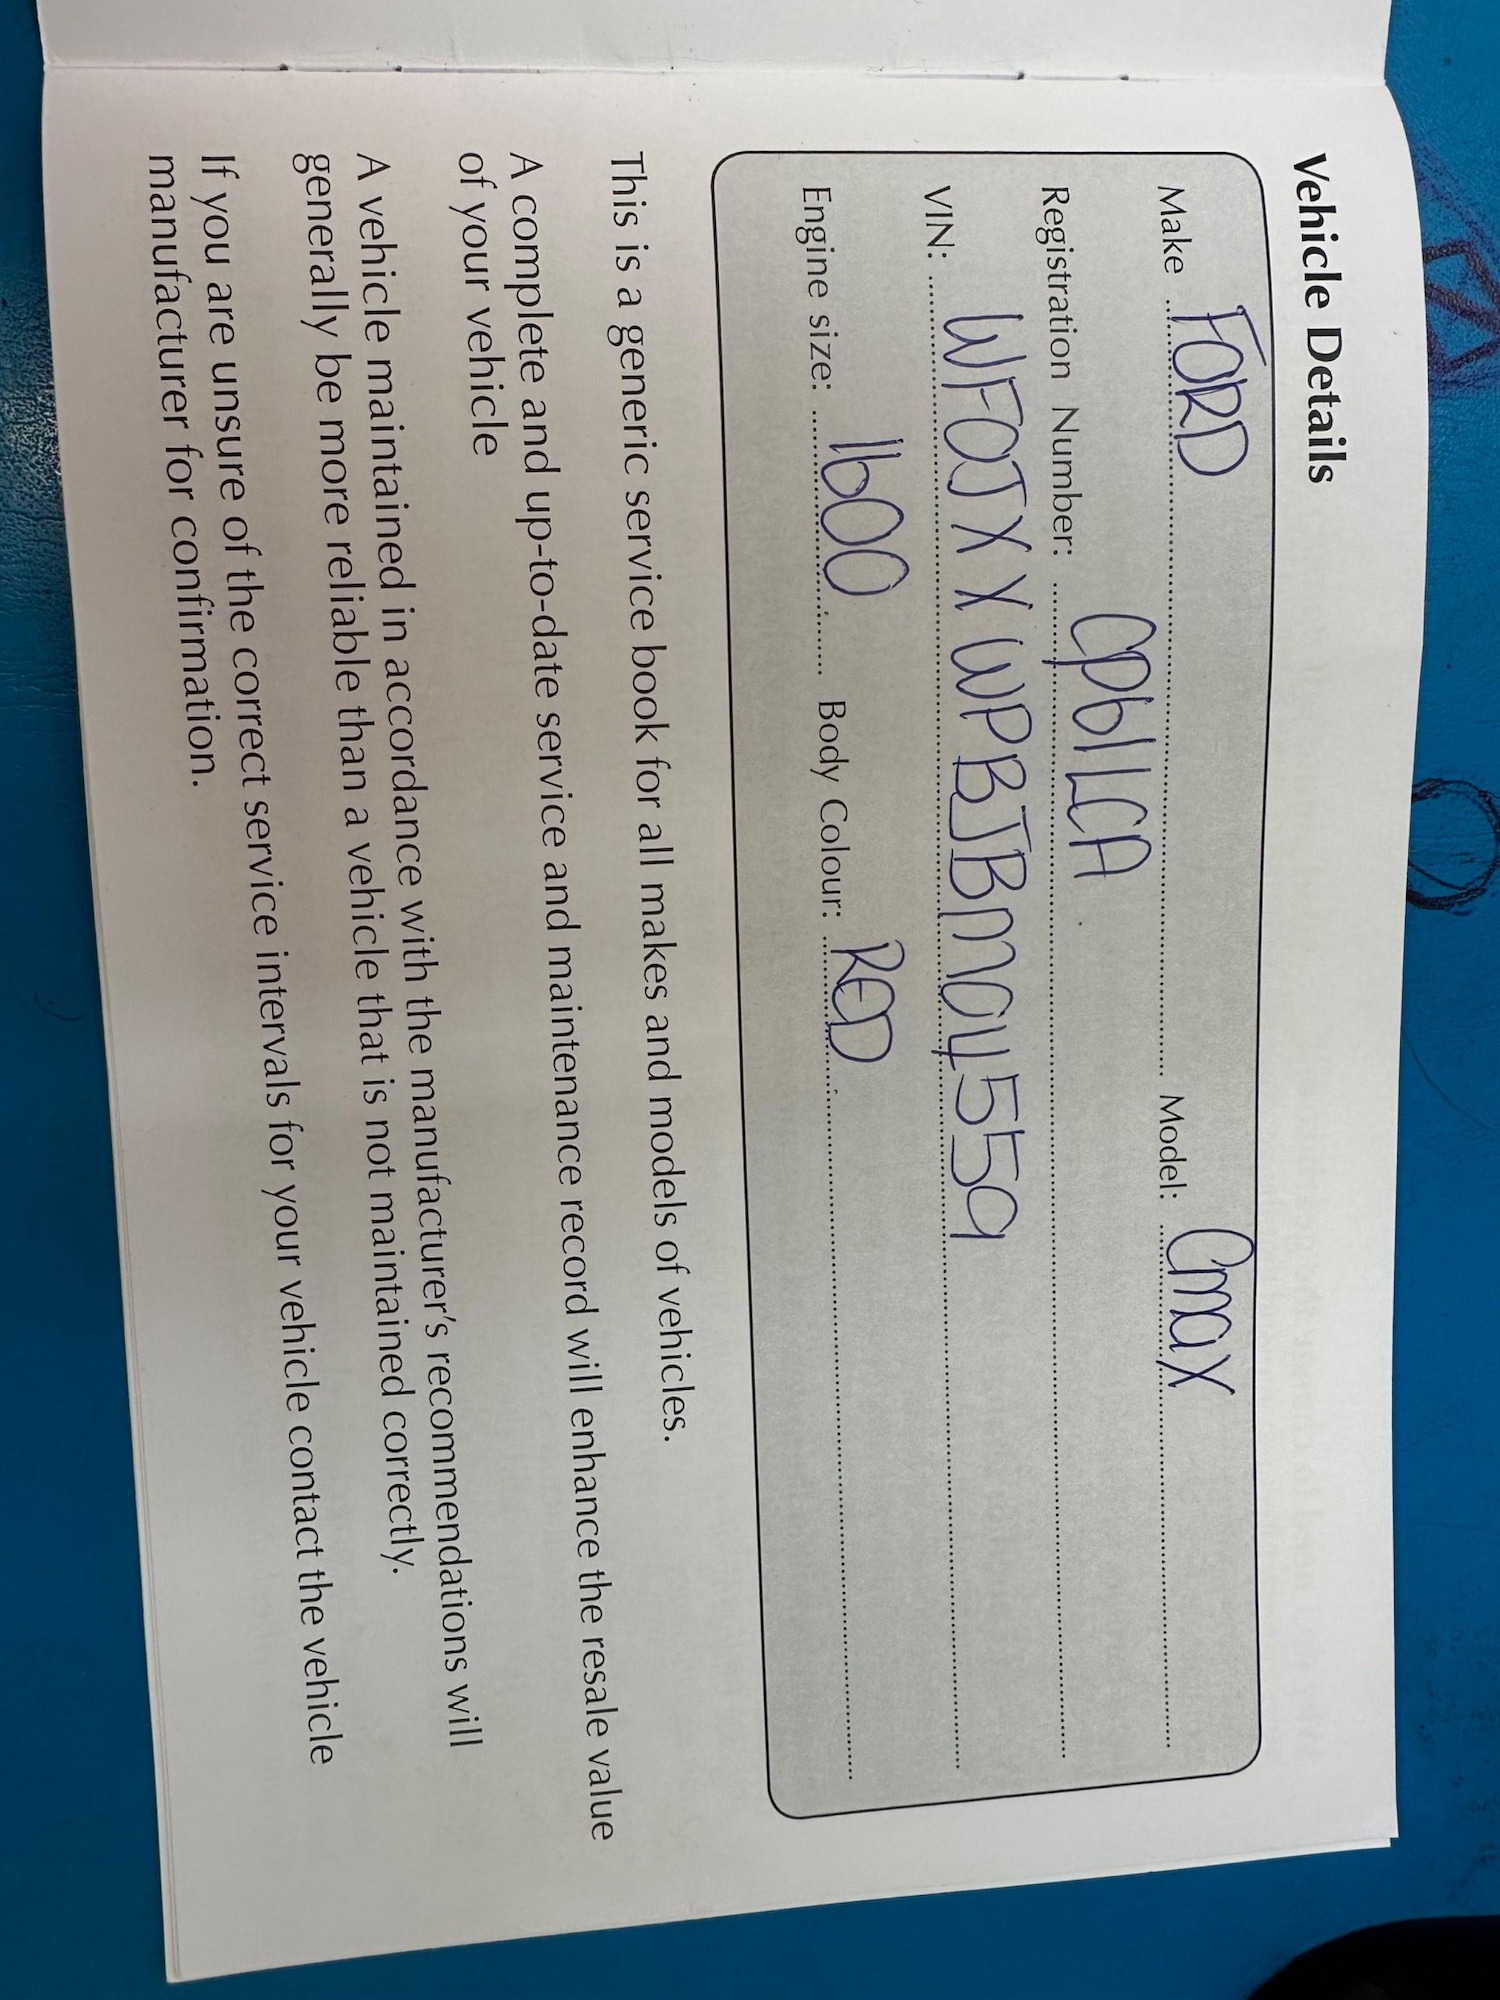 Vehicle Details
Make FORD Model: Cmax
Registration Number: CP61LCA
VIN: WF0JXXWPBJBM04559
Engine size: 1600 Body Colour: RED
This is a generic service book for all makes and models of vehicles.
A complete and up-to-date service and maintenance record will enhance the resale value
of your vehicle
A vehicle maintained in accordance with the manufacturer's recommendations will
generally be more reliable than a vehicle that is not maintained correctly.
If you are unsure of the correct service intervals for your vehicle contact the vehicle
manufacturer for confirmation.